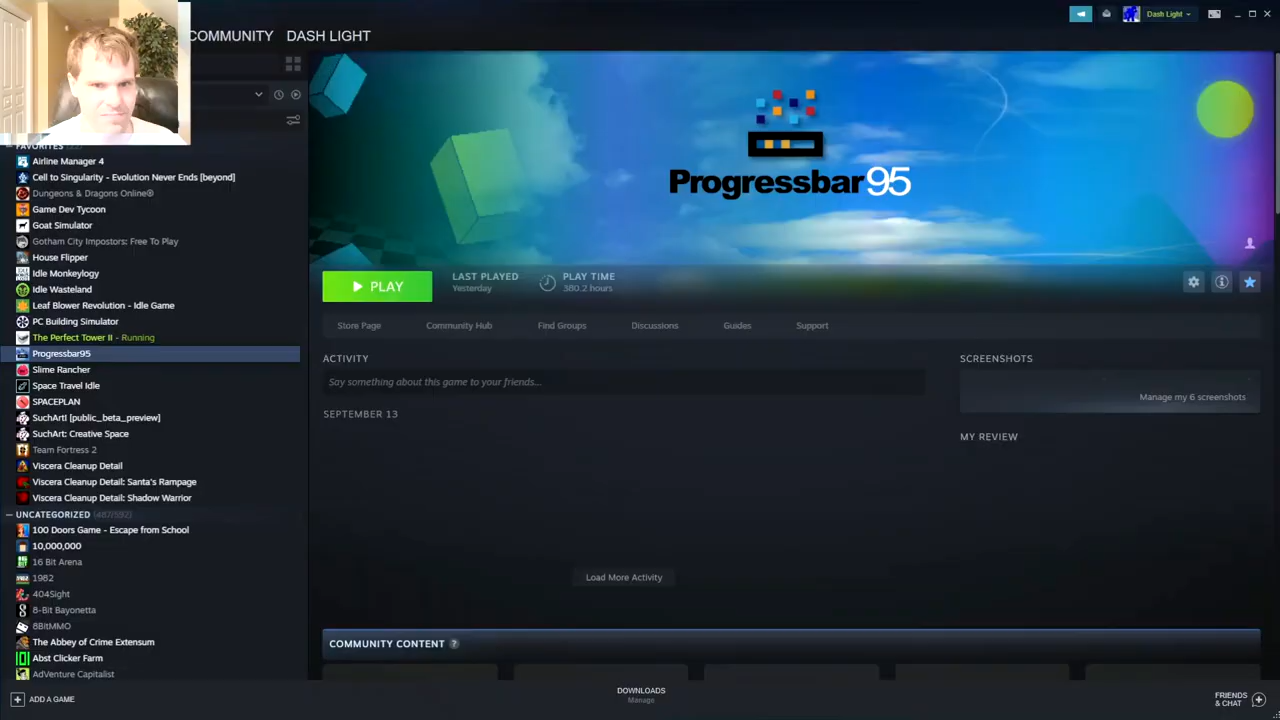 Dash Light
COMMUNITY DASH LIGHT
Progressbar95
FAVORITES
Airline Manager 4
Cell to Singularity - Evolution Never Ends [beyond]
Dungeons & Dragons Online®
Game Dev Tycoon
Goat Simulator
Gotham City Impostors: Free To Play
House Flipper
Idle Monkeylogy
Idle Wasteland
Leaf Blower Revolution - Idle Game
PC Building Simulator
The Perfect Tower II - Running
Progressbar95
Slime Rancher
Space Travel Idle
SPACEPLAN
SuchArt! [public_beta_preview]
SuchArt: Creative Space
Team Fortress 2
Viscera Cleanup Detail
Viscera Cleanup Detail: Santa's Rampage
Viscera Cleanup Detail: Shadow Warrior
UNCATEGORIZED (487/592)
100 Doors Game - Escape from School
10,000,000
16 Bit Arena
1982
404Sight
8-Bit Bayonetta
8BitMMO
The Abbey of Crime Extensum
Abst Clicker Farm
AdVenture Capitalist
ADD A GAME
PLAY
LAST PLAYED
Yesterday
PLAY TIME
380.2 hours
Store Page Community Hub Find Groups Discussions Guides Support
ACTIVITY
Say something about this game to your friends...
SEPTEMBER 13
Load More Activity
SCREENSHOTS
Manage my 6 screenshots
MY REVIEW
COMMUNITY CONTENT ?
DOWNLOADS
Manage
FRIENDS
& CHAT